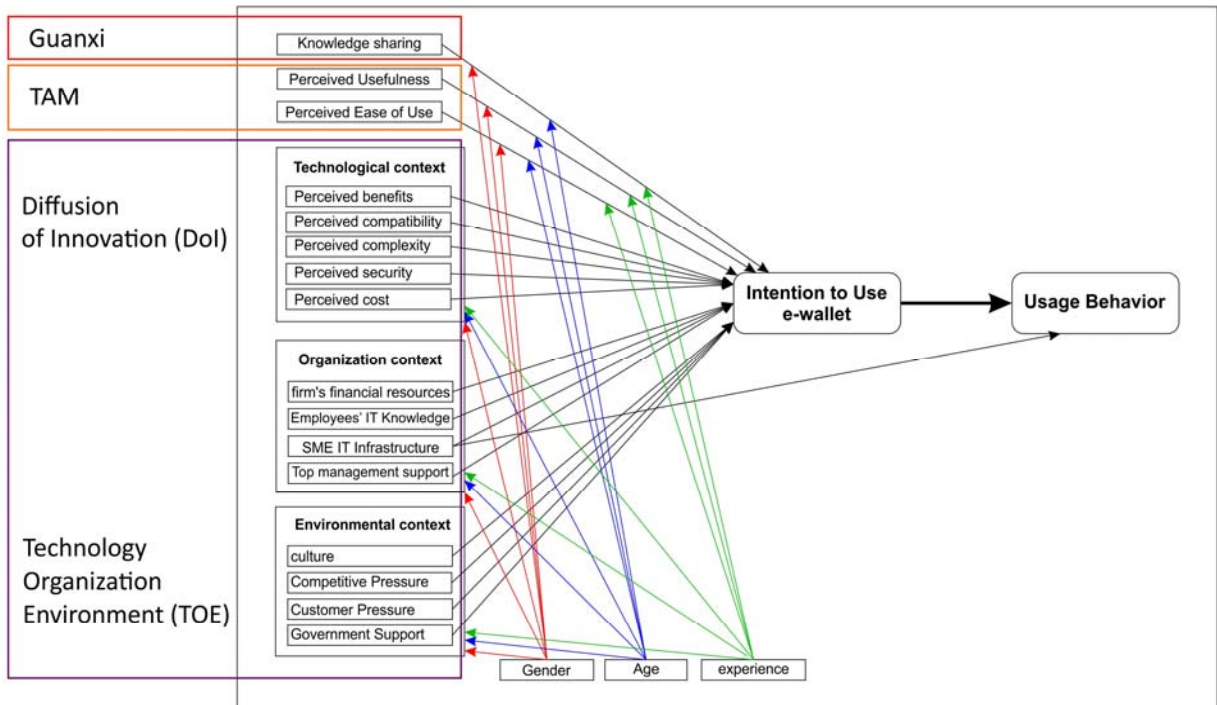 Guanxi
Knowledge sharing
TAM
Perceived Usefulness
Perceived Ease of Use
Diffusion
of Innovation (DoI)
Technological context
Perceived benefits
Perceived compatibility
Perceived complexity
Perceived security
Perceived cost
Intention to Use
e-wallet
Usage Behavior
Organization context
firm's financial resources
Employees' IT Knowledge
SME IT Infrastructure
Top management support
Technology
Organization
Environment (TOE)
Environmental context
culture
Competitive Pressure
Customer Pressure
Government Support
Gender
Age
experience